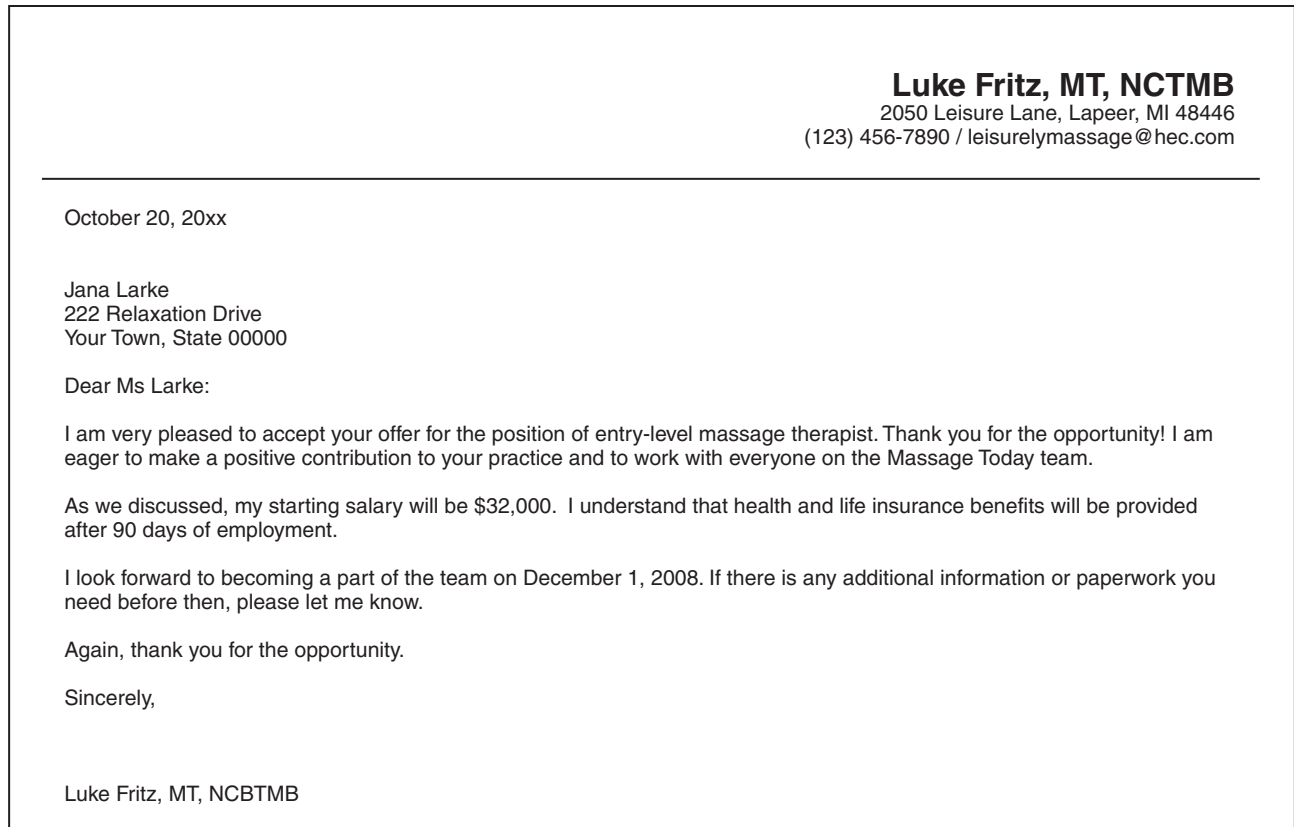 Luke Fritz, MT, NCTMB
2050 Leisure Lane, Lapeer, MI 48446
(123) 456-7890 / leisurelymassage@hec.com
October 20, 20xx
Jana Larke
222 Relaxation Drive
Your Town, State 00000
Dear Ms Larke:
I am very pleased to accept your offer for the position of entry-level massage therapist. Thank you for the opportunity! I am
eager to make a positive contribution to your practice and to work with everyone on the Massage Today team.
As we discussed, my starting salary will be $32,000.  I understand that health and life insurance benefits will be provided
after 90 days of employment.
I look forward to becoming a part of the team on December 1, 2008. If there is any additional information or paperwork you
need before then, please let me know.
Again, thank you for the opportunity.
Sincerely,
Luke Fritz, MT, NCBTMB